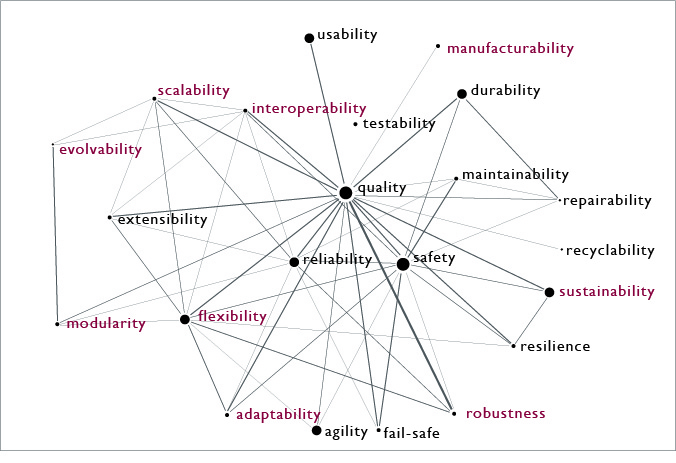 usability
manufacturability
scalability
durability
interoperability
testability
evolvability
maintainability
quality
repairability
extensibility
recyclability
reliability
safety
sustainability
flexibility
modularity
resilience
adaptability
robustness
agility
fail-safe